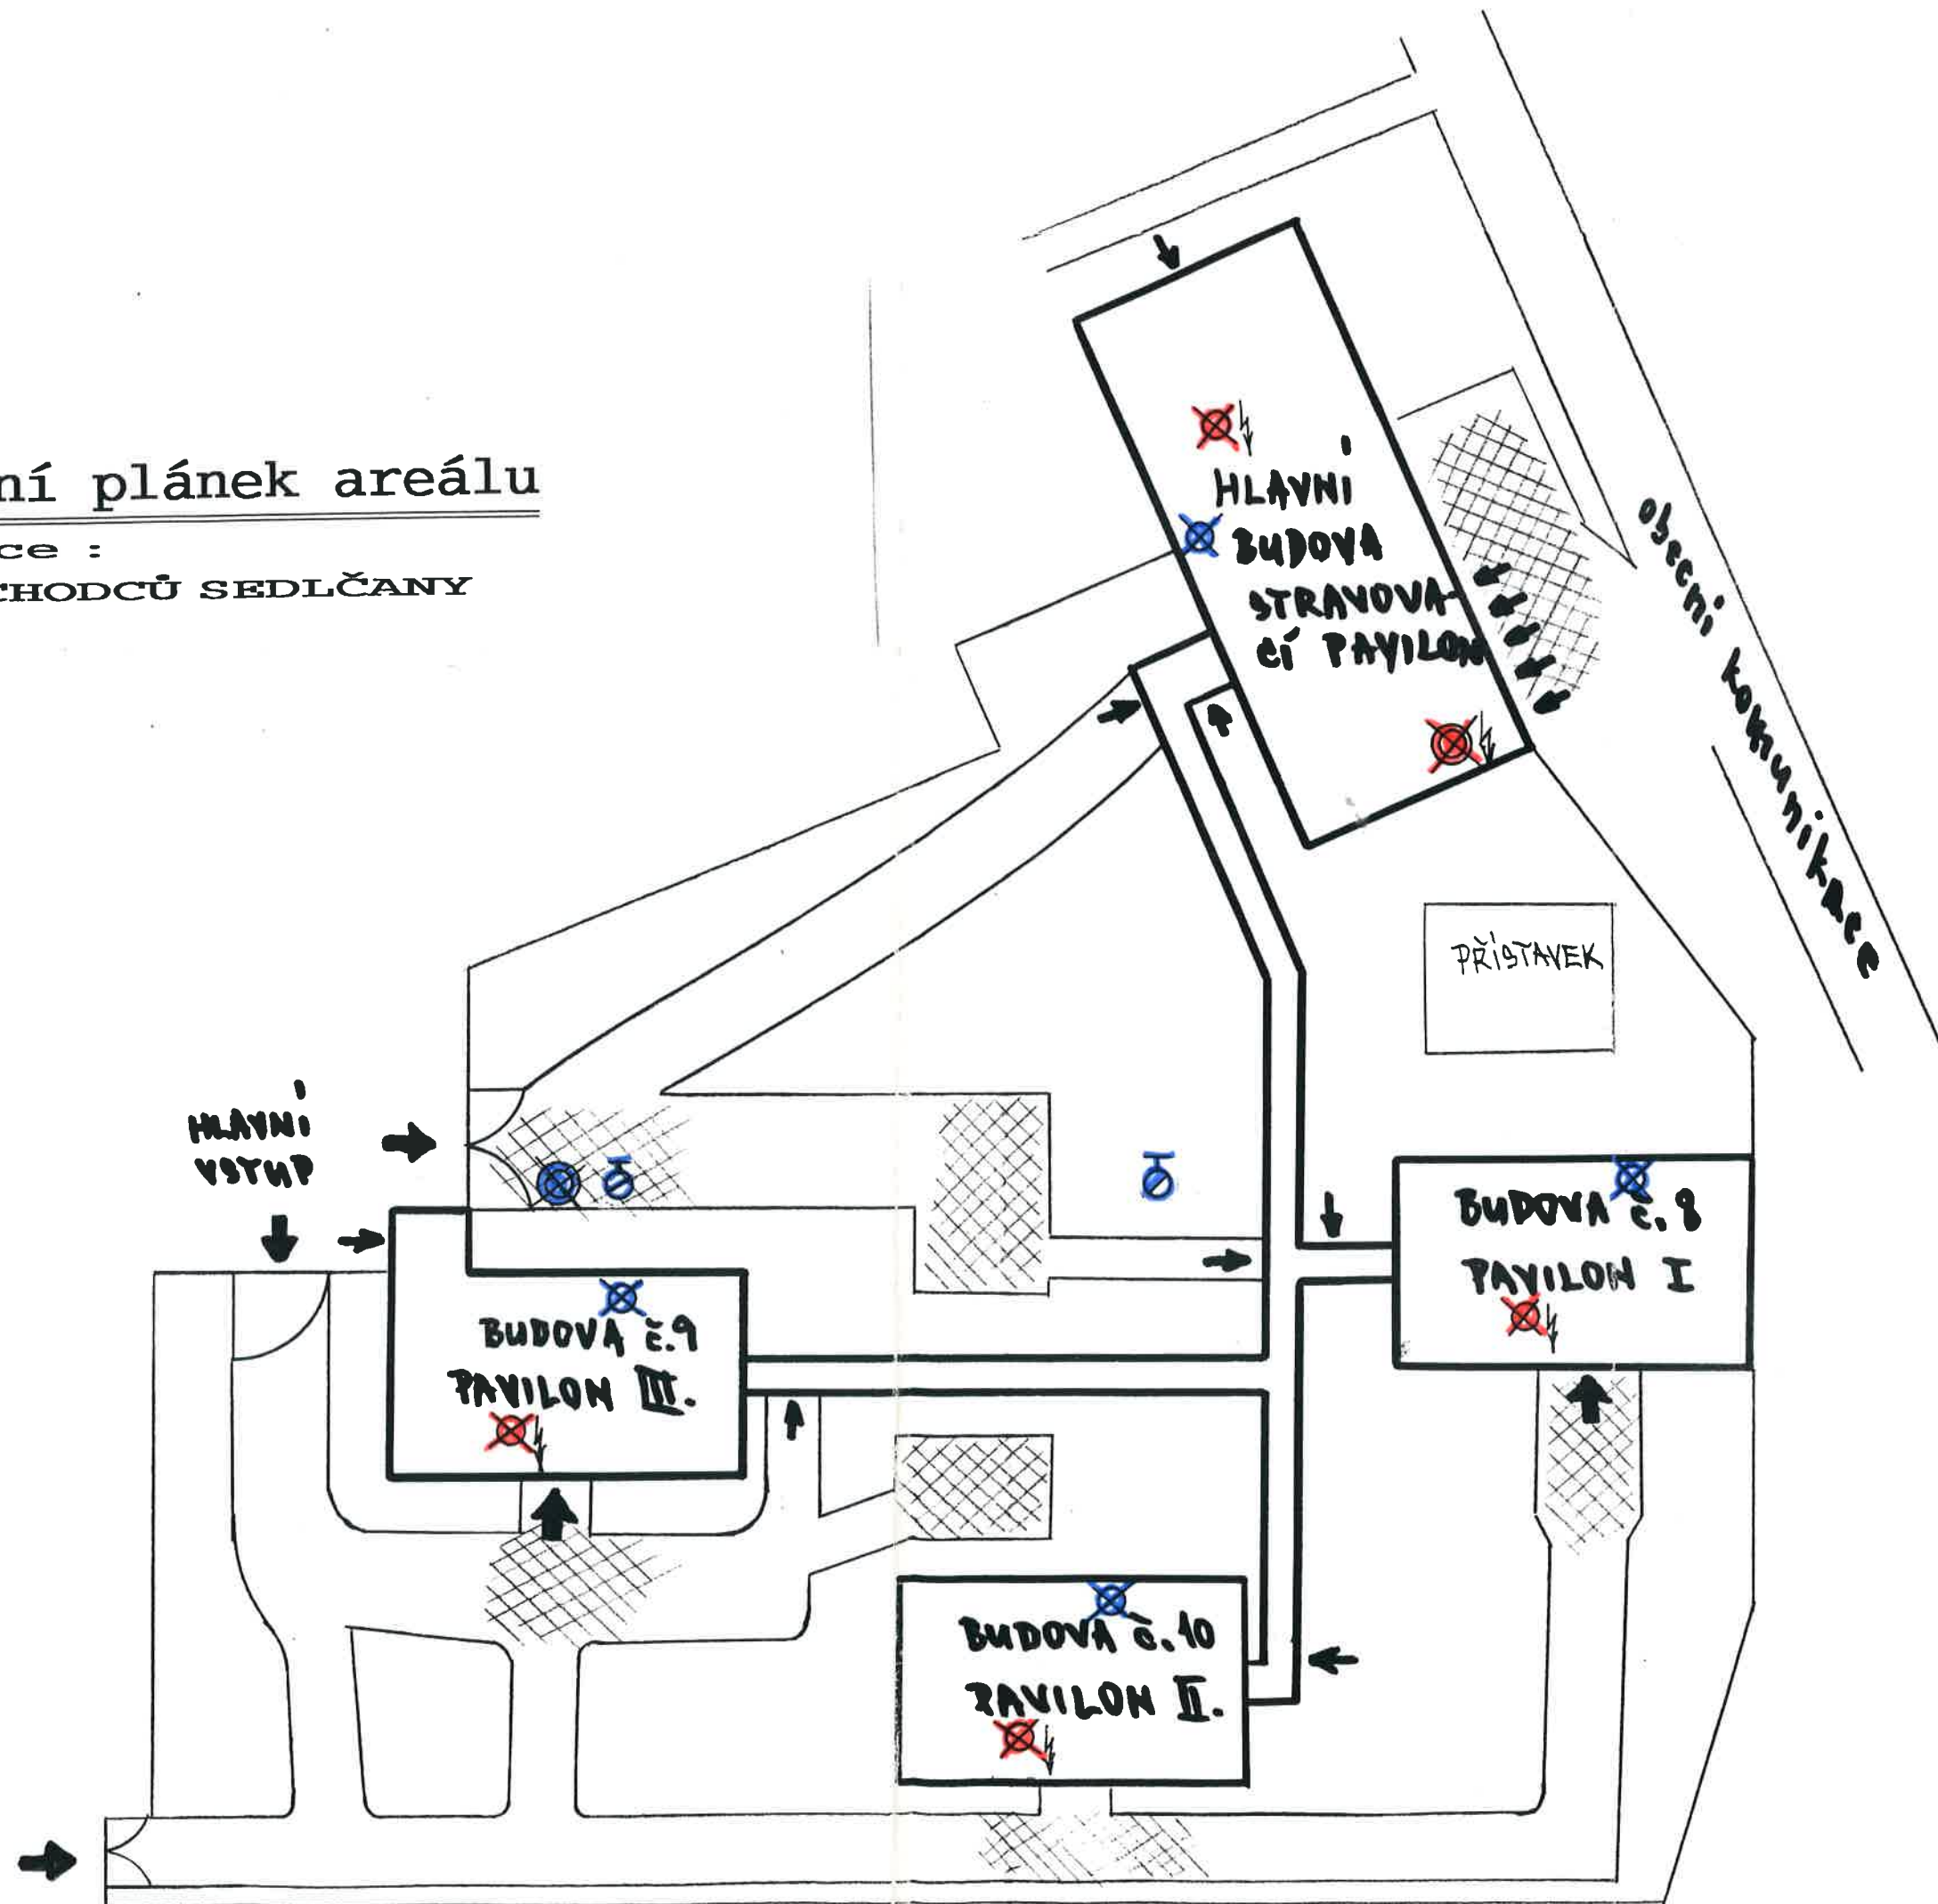 ní plánek areálu
ce :
CHODCŮ SEDLČANY
HLAVNÍ
BUDOVA
STRAVOVA-
CÍ PAVILON
obecní komunikace
PŘÍSTAVEK
HLAVNÍ
VSTUP
BUDOVA č.8
PAVILON I
BUDOVA č.9
PAVILON III.
BUDOVA č.10
PAVILON II.